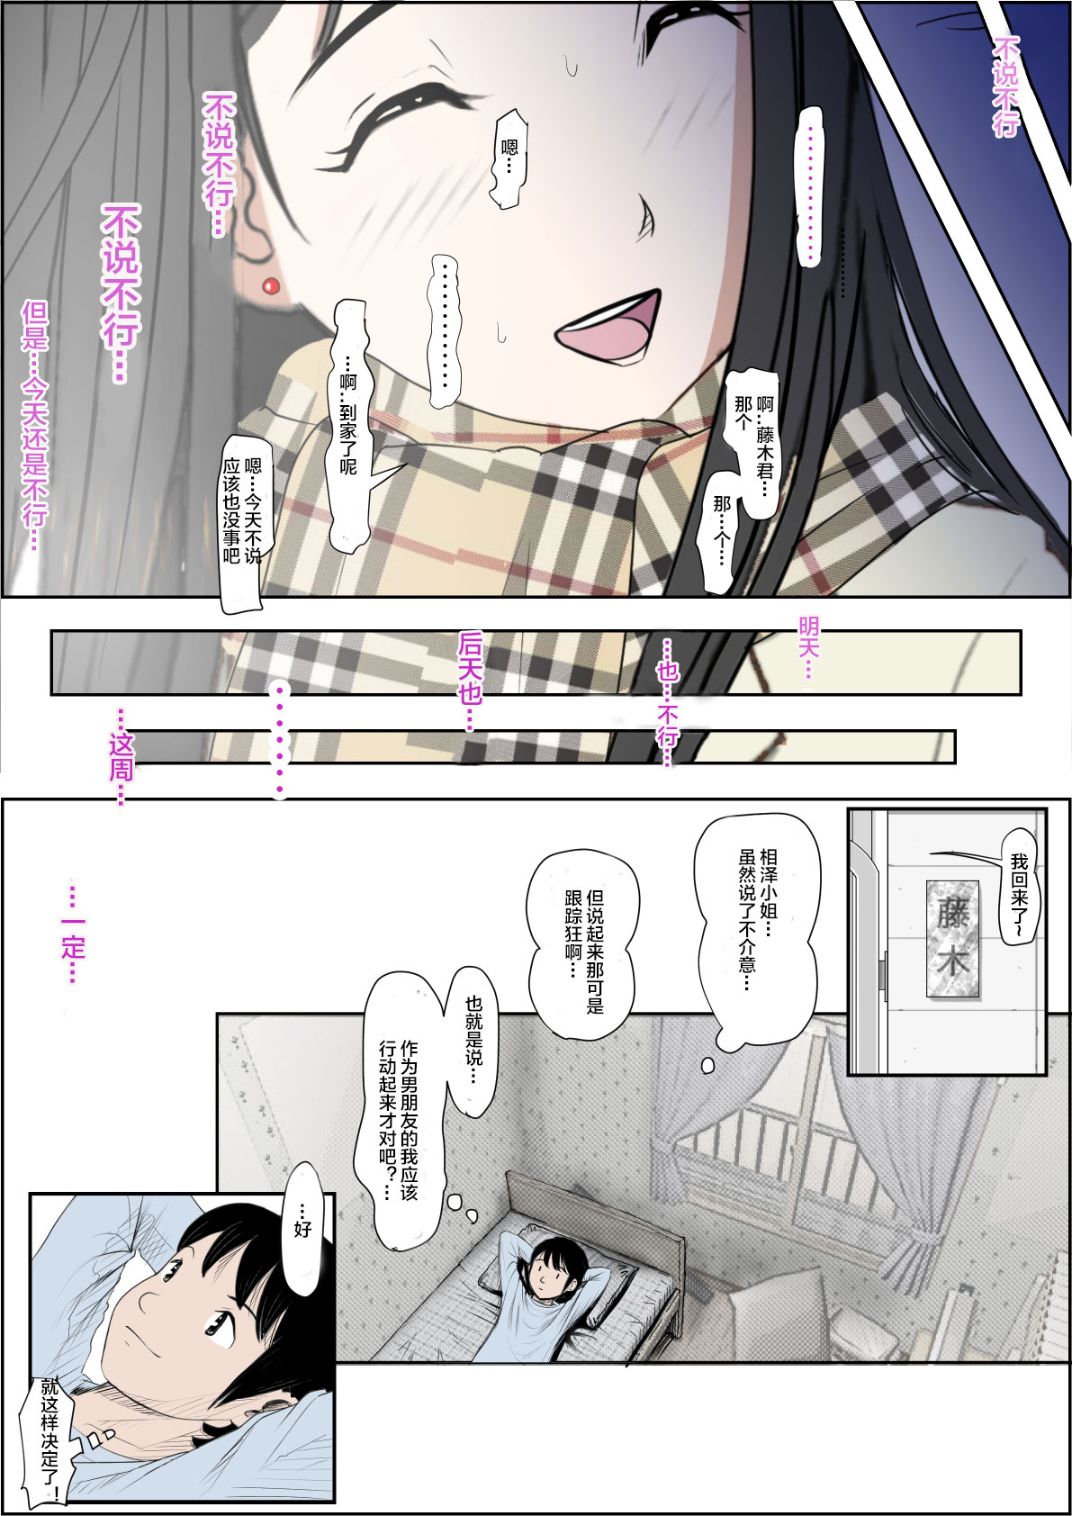 不说不行
…………
啊…藤木君…
那个
那…个…
嗯…
…………
不说不行…
…啊…到家了呢
嗯…今天不说
应该也没事吧
不说不行…
但是…今天还是不行…
明天…
…也…不行…
后天也…
………
…这周…
…一定…
我回来了~
藤木
相泽小姐…
虽然说了不介意…
但说起来那可是
跟踪狂啊…
也就是说…
作为男朋友的我应该
行动起来才对吧？…
…好
就这样决定了！